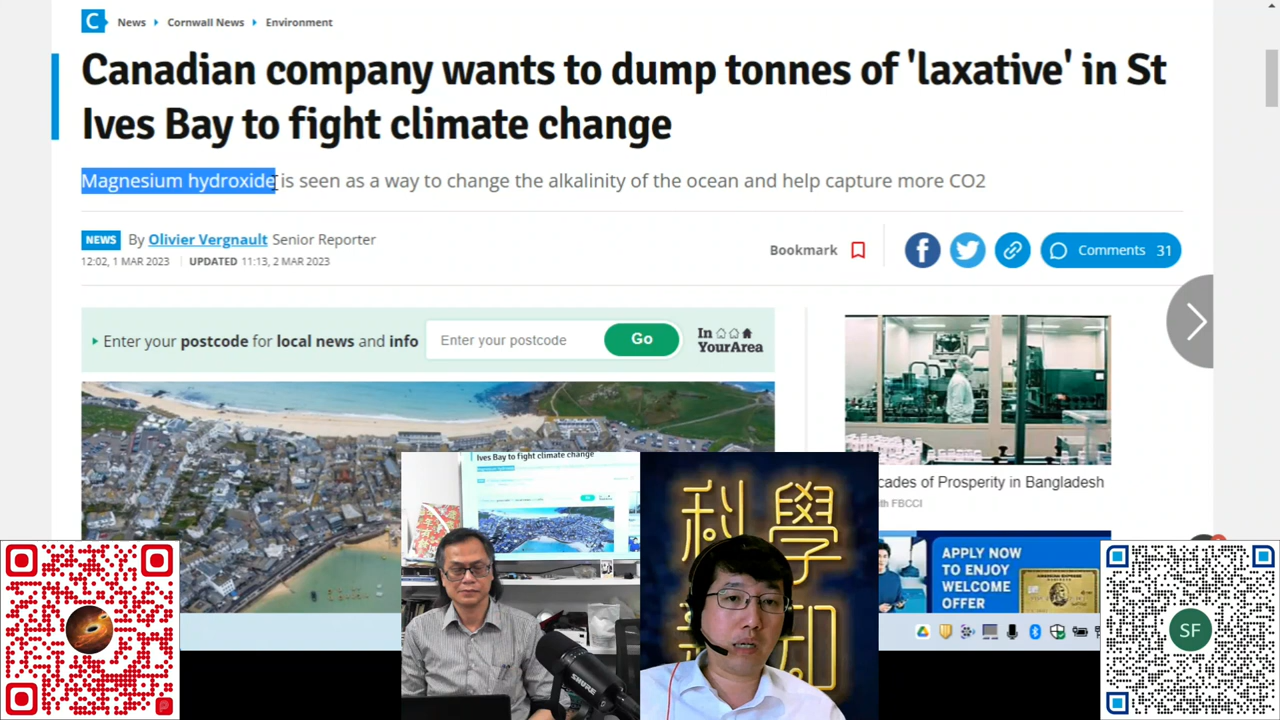 C News Cornwall News Environment
Canadian company wants to dump tonnes of 'laxative' in St
Ives Bay to fight climate change
Magnesium hydroxide is seen as a way to change the alkalinity of the ocean and help capture more CO2
NEWS By Olivier Vergnault Senior Reporter
12:02, 1 MAR 2023 UPDATED 11:13, 2 MAR 2023
Bookmark
Comments 31
Enter your postcode for local news and info
Enter your postcode
Go
In
YourArea
cades of Prosperity in Bangladesh
th FBCCI
APPLY NOW
TO ENJOY
WELCOME
OFFER
Ives Bay to fight climate change
科學
知
SF